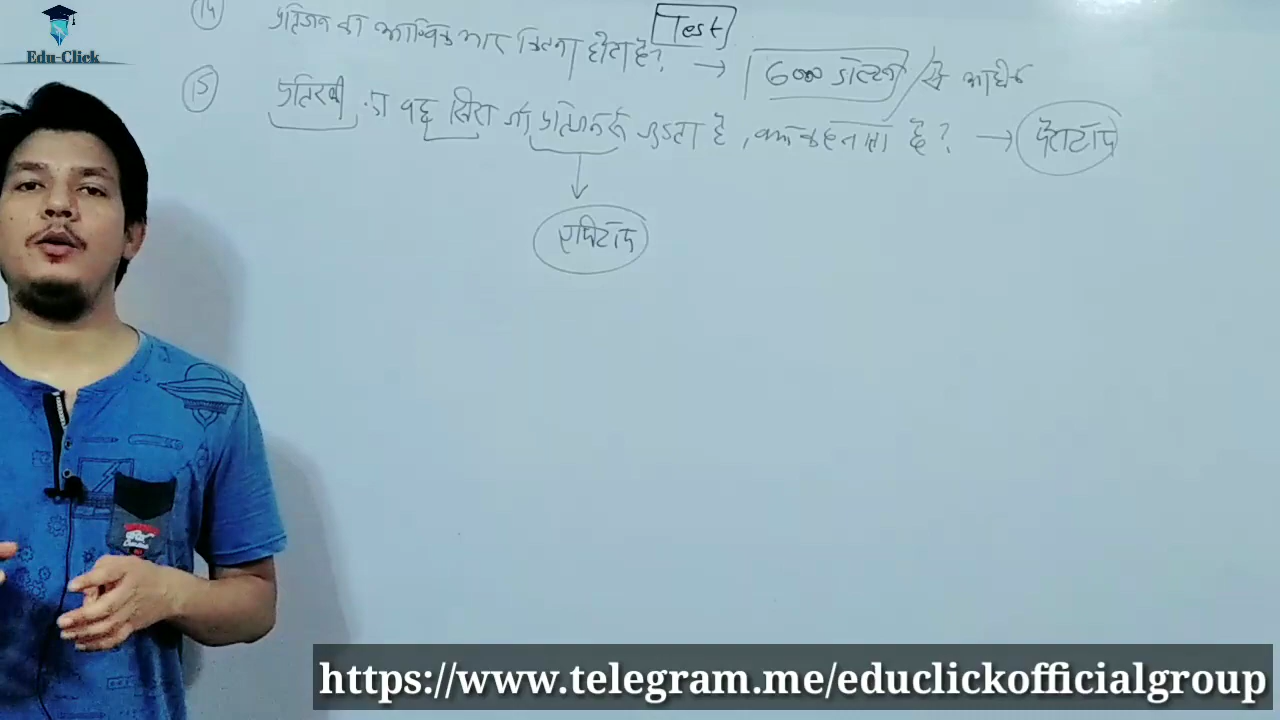 Edu-Click
14 प्रतिजन का आण्विक भार कितना होता है? → 6000 डाल्टन से अधिक
Test
15 प्रतिरक्षी का वह सिरा जो प्रतिजन से जुड़ता है, क्या कहलाता है? → पैराटोप
एपिटोप
https://www.telegram.me/educlickofficialgroup